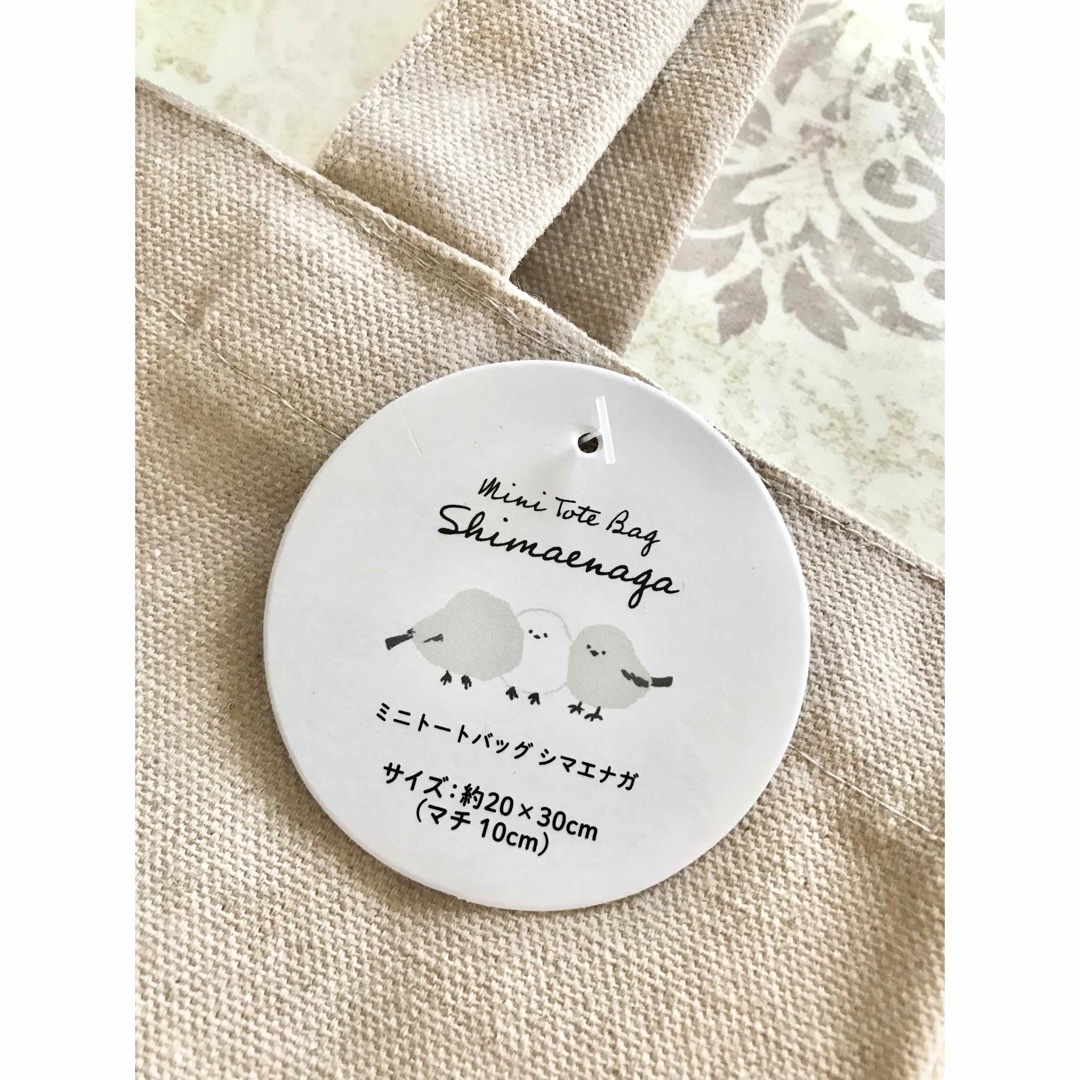 Mini Tote Bag
Shimaenaga
ミニトートバッグ シマエナガ
サイズ：約20×30cm
（マチ 10cm）